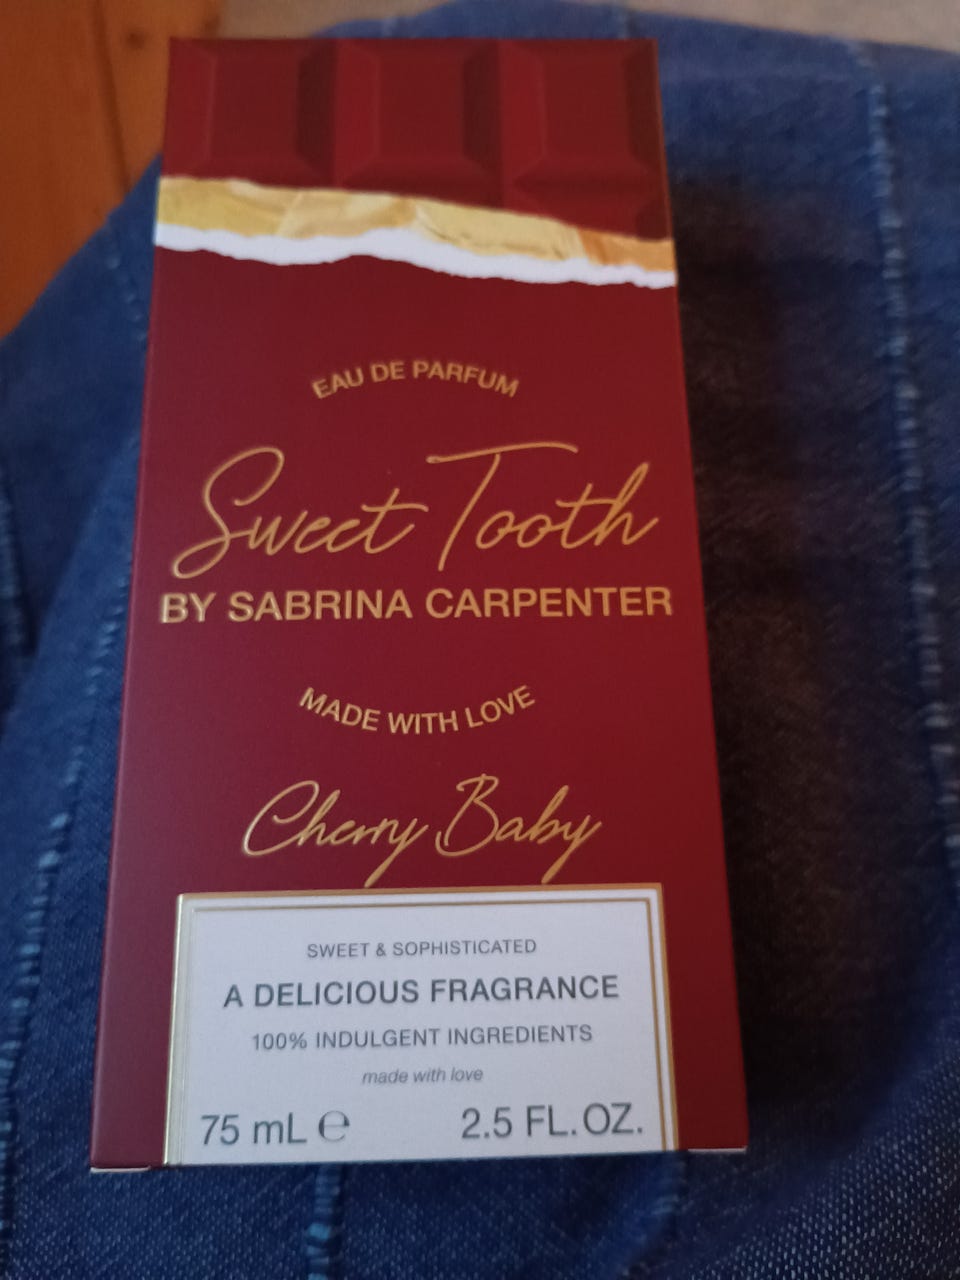 EAU DE PARFUM
Sweet Tooth
BY SABRINA CARPENTER
MADE WITH LOVE
Cherry Baby
SWEET & SOPHISTICATED
A DELICIOUS FRAGRANCE
100% INDULGENT INGREDIENTS
made with love
75 mL ℮ 2.5 FL. OZ.